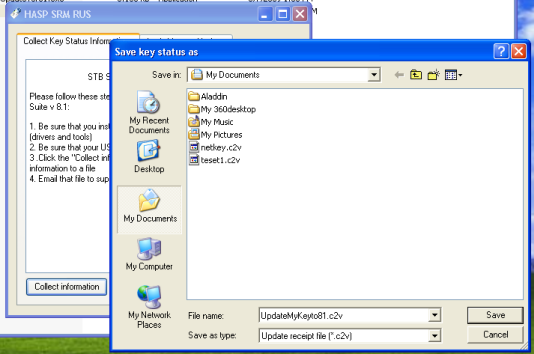 HASP SRM RUS
Collect Key Status
Save key status as
STB S
Please follow these ste
Suite v 8.1:
1. Be sure that you inst
(drivers and tools)
2. Be sure that your US
3 .Click the "Collect inf
information to a file
4. Email that file to sup
Collect information
Save in:
My Documents
My Recent
Documents
Desktop
My Documents
My Computer
My Network
Places
Aladdin
My 360desktop
My Music
My Pictures
netkey.c2v
teset1.c2v
File name:
UpdateMyKeyto81.c2v
Save
Save as type:
Update receipt file (*.c2v)
Cancel